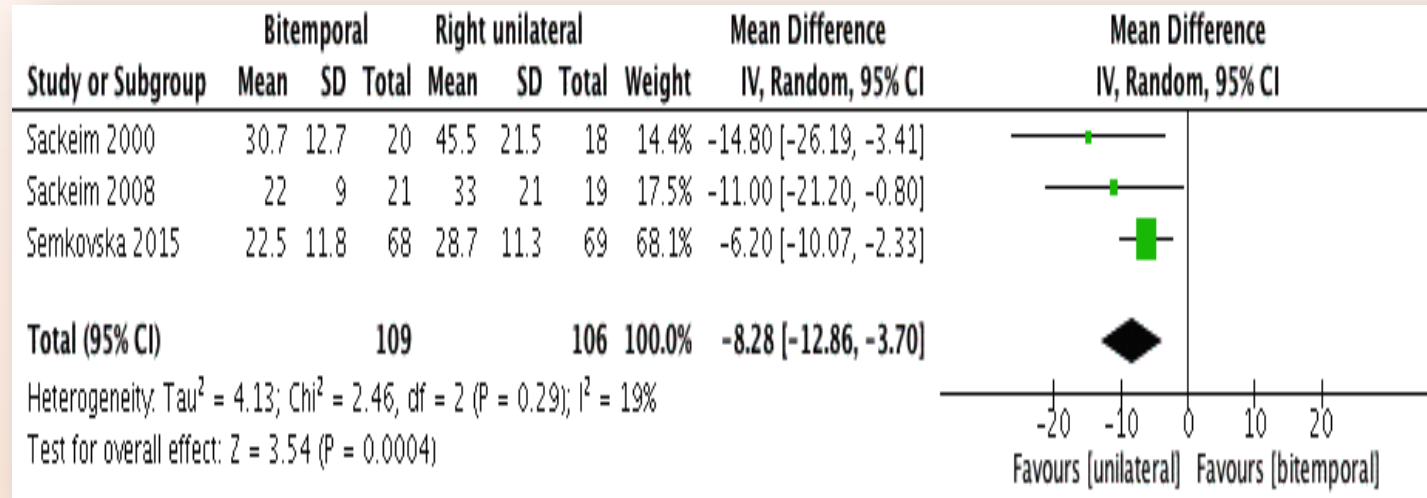 Bitemporal Right unilateral Mean Difference Mean Difference
Study or Subgroup Mean SD Total Mean SD Total Weight IV, Random, 95% CI IV, Random, 95% CI
Sackeim 2000 30.7 12.7 20 45.5 21.5 18 14.4% -14.80 [-26.19, -3.41]
Sackeim 2008 22 9 21 33 21 19 17.5% -11.00 [-21.20, -0.80]
Semkovska 2015 22.5 11.8 68 28.7 11.3 69 68.1% -6.20 [-10.07, -2.33]
Total (95% CI) 109 106 100.0% -8.28 [-12.86, -3.70]
Heterogeneity: Tau² = 4.13; Chi² = 2.46, df = 2 (P = 0.29); I² = 19%
Test for overall effect: Z = 3.54 (P = 0.0004)
-20 -10 0 10 20
Favours [unilateral] Favours [bitemporal]